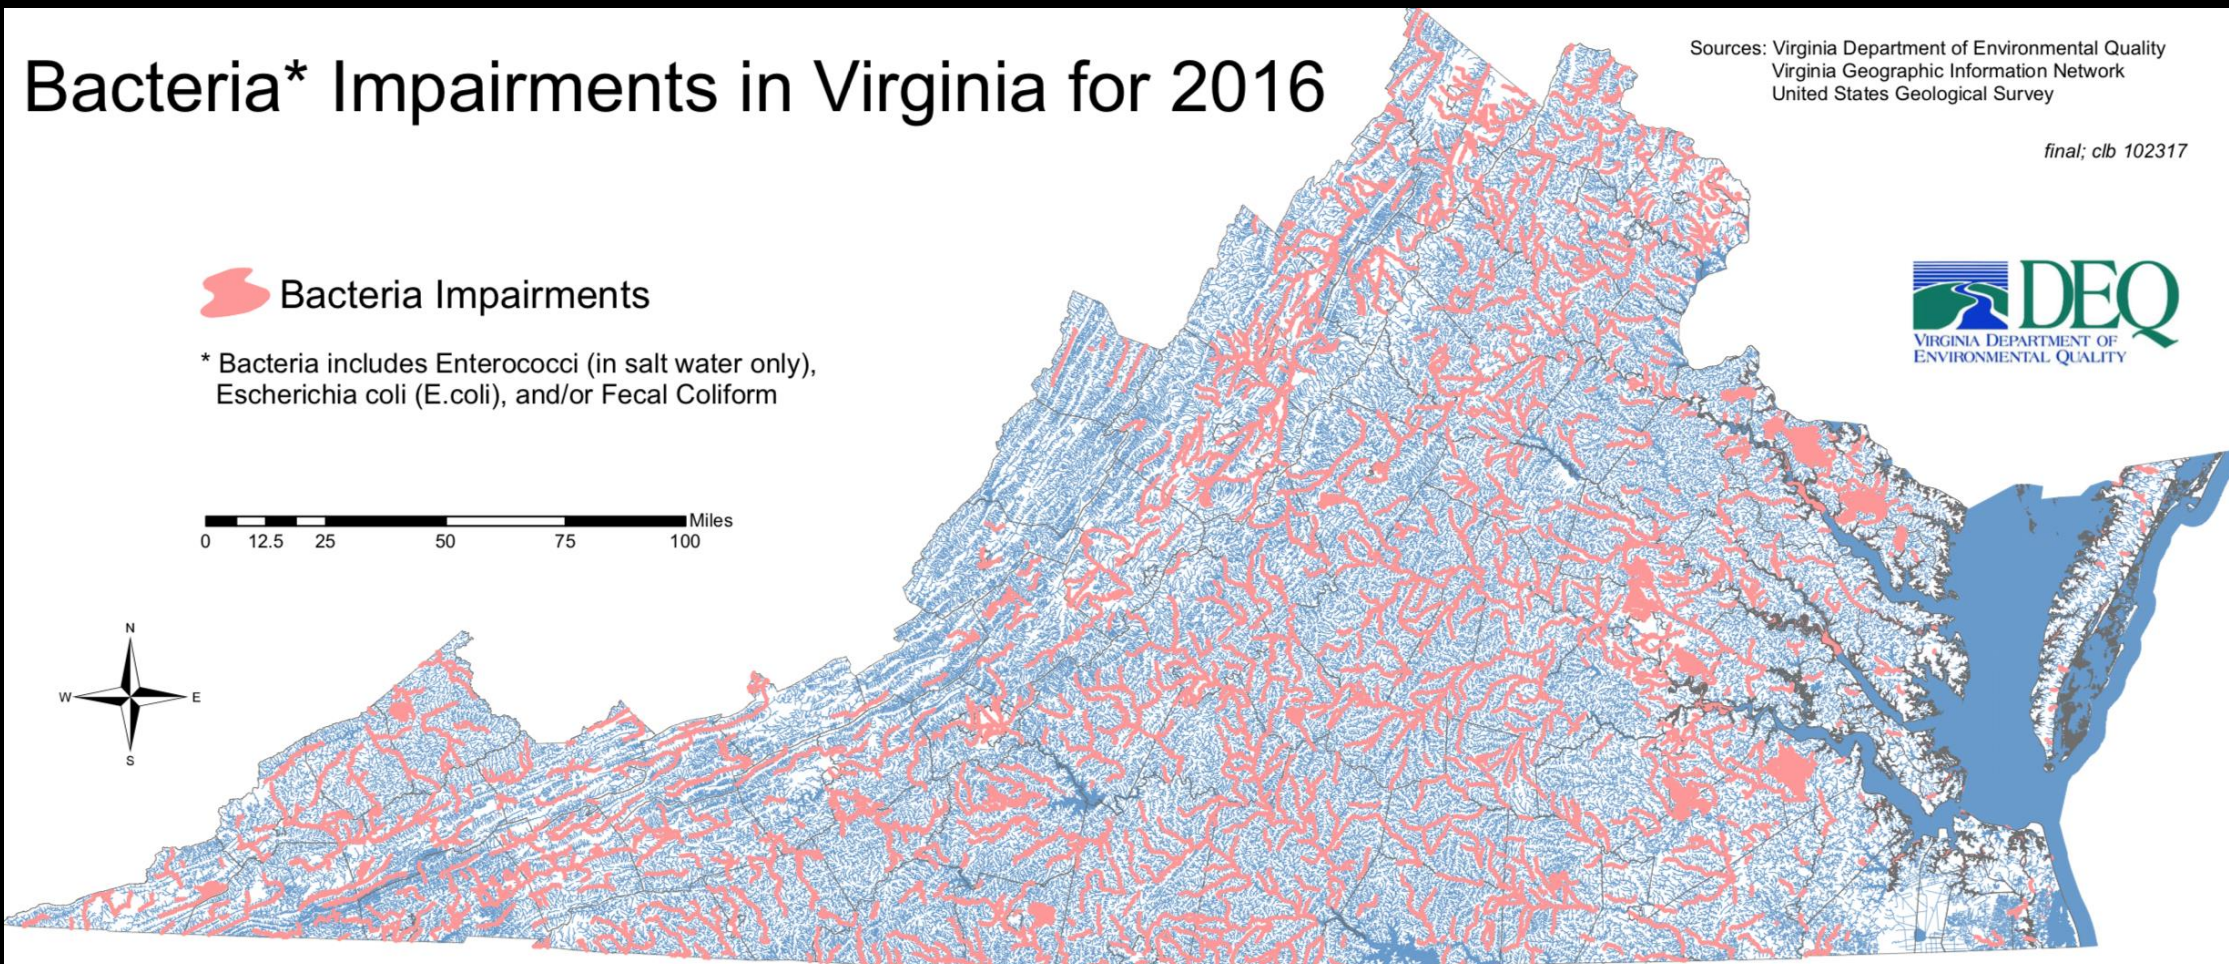 Bacteria* Impairments in Virginia for 2016
Sources: Virginia Department of Environmental Quality
Virginia Geographic Information Network
United States Geological Survey
final; clb 102317
Bacteria Impairments
* Bacteria includes Enterococci (in salt water only),
Escherichia coli (E.coli), and/or Fecal Coliform
DEQ
VIRGINIA DEPARTMENT OF
ENVIRONMENTAL QUALITY
Miles
0 12.5 25 50 75 100
N
W E
S